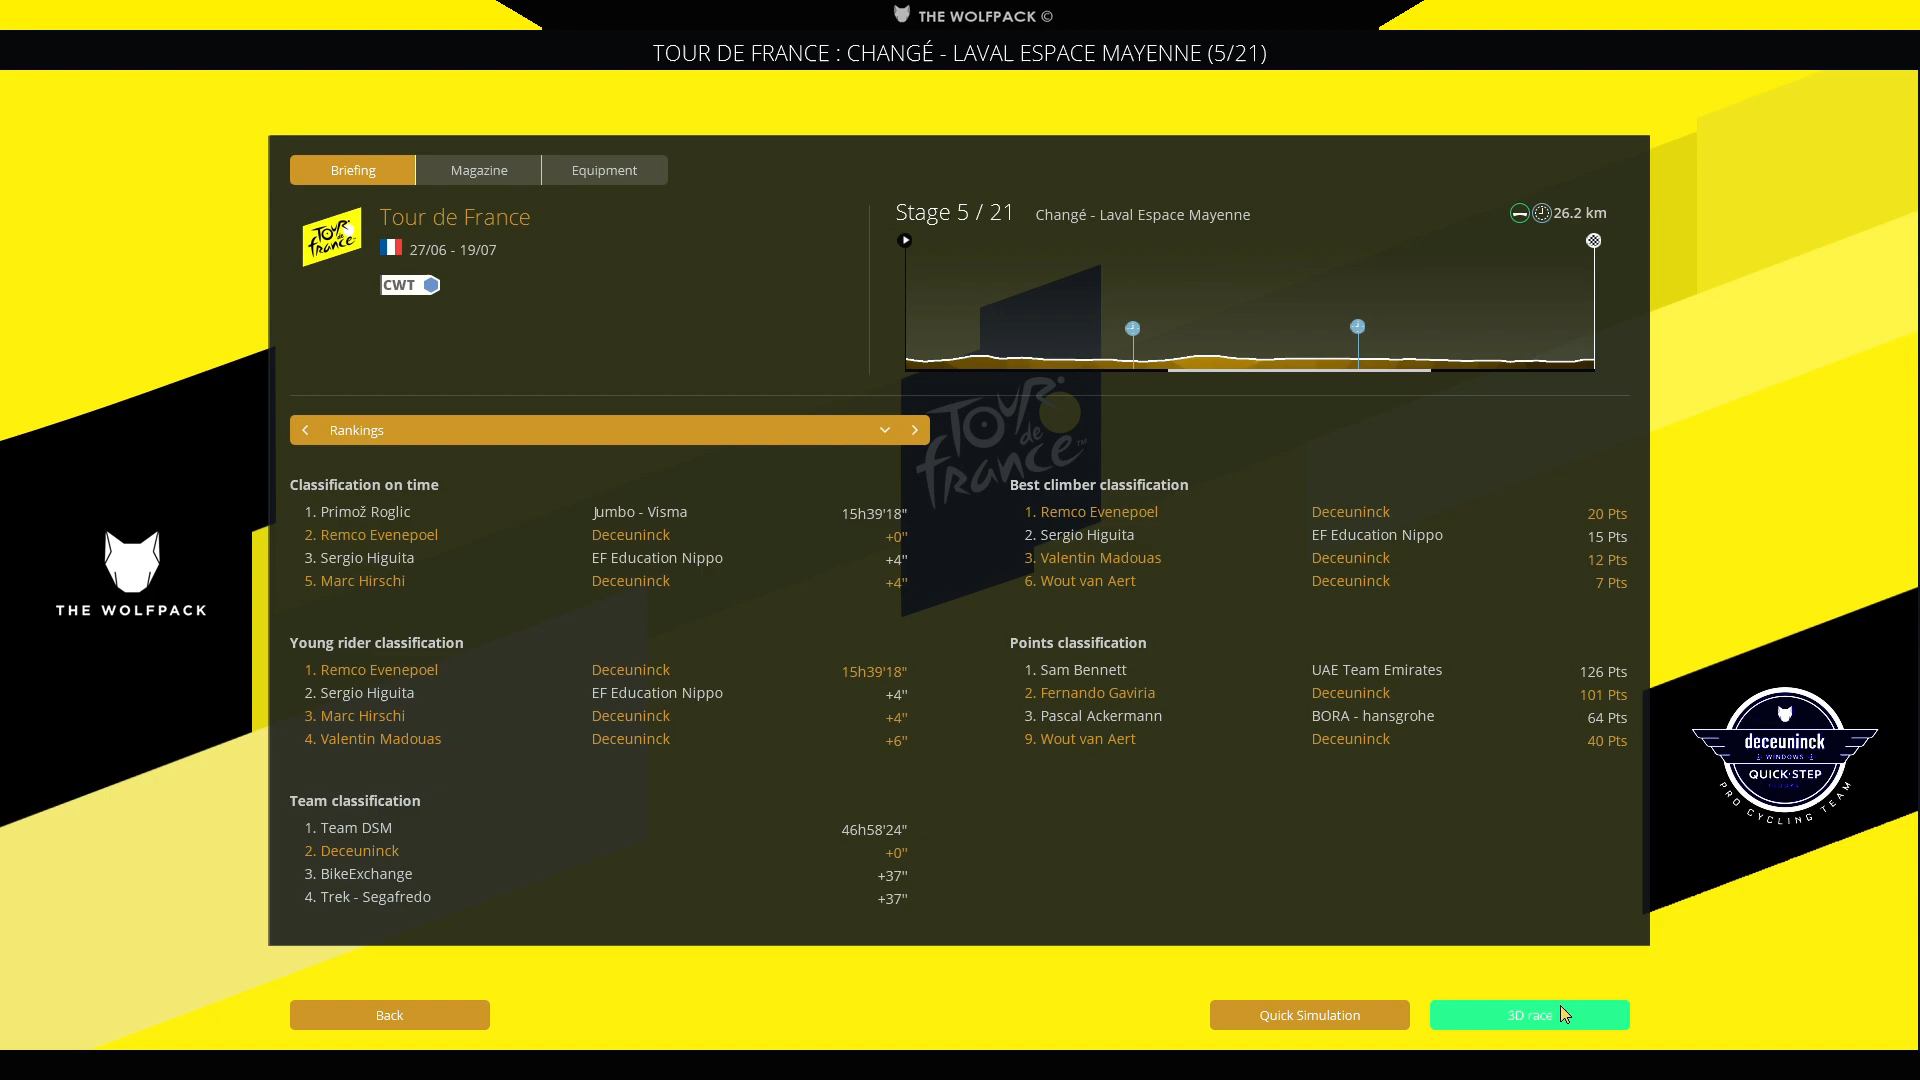 THE WOLFPACK ©
TOUR DE FRANCE : CHANGÉ - LAVAL ESPACE MAYENNE (5/21)
Briefing Magazine Equipment
TOUR de france
Tour de France
27/06 - 19/07
CWT
Stage 5 / 21 Changé - Laval Espace Mayenne 26.2 km
Rankings
TOUR de france
Classification on time
1. Primož Roglic Jumbo - Visma 15h39'18"
2. Remco Evenepoel Deceuninck +0"
3. Sergio Higuita EF Education Nippo +4"
5. Marc Hirschi Deceuninck +4"
Best climber classification
1. Remco Evenepoel Deceuninck 20 Pts
2. Sergio Higuita EF Education Nippo 15 Pts
3. Valentin Madouas Deceuninck 12 Pts
6. Wout van Aert Deceuninck 7 Pts
Young rider classification
1. Remco Evenepoel Deceuninck 15h39'18"
2. Sergio Higuita EF Education Nippo +4"
3. Marc Hirschi Deceuninck +4"
4. Valentin Madouas Deceuninck +6"
Points classification
1. Sam Bennett UAE Team Emirates 126 Pts
2. Fernando Gaviria Deceuninck 101 Pts
3. Pascal Ackermann BORA - hansgrohe 64 Pts
9. Wout van Aert Deceuninck 40 Pts
Team classification
1. Team DSM 46h58'24"
2. Deceuninck +0"
3. BikeExchange +37"
4. Trek - Segafredo +37"
THE WOLFPACK
deceuninck
WINDOWS
QUICK·STEP
PRO CYCLING TEAM
Back Quick Simulation 3D race